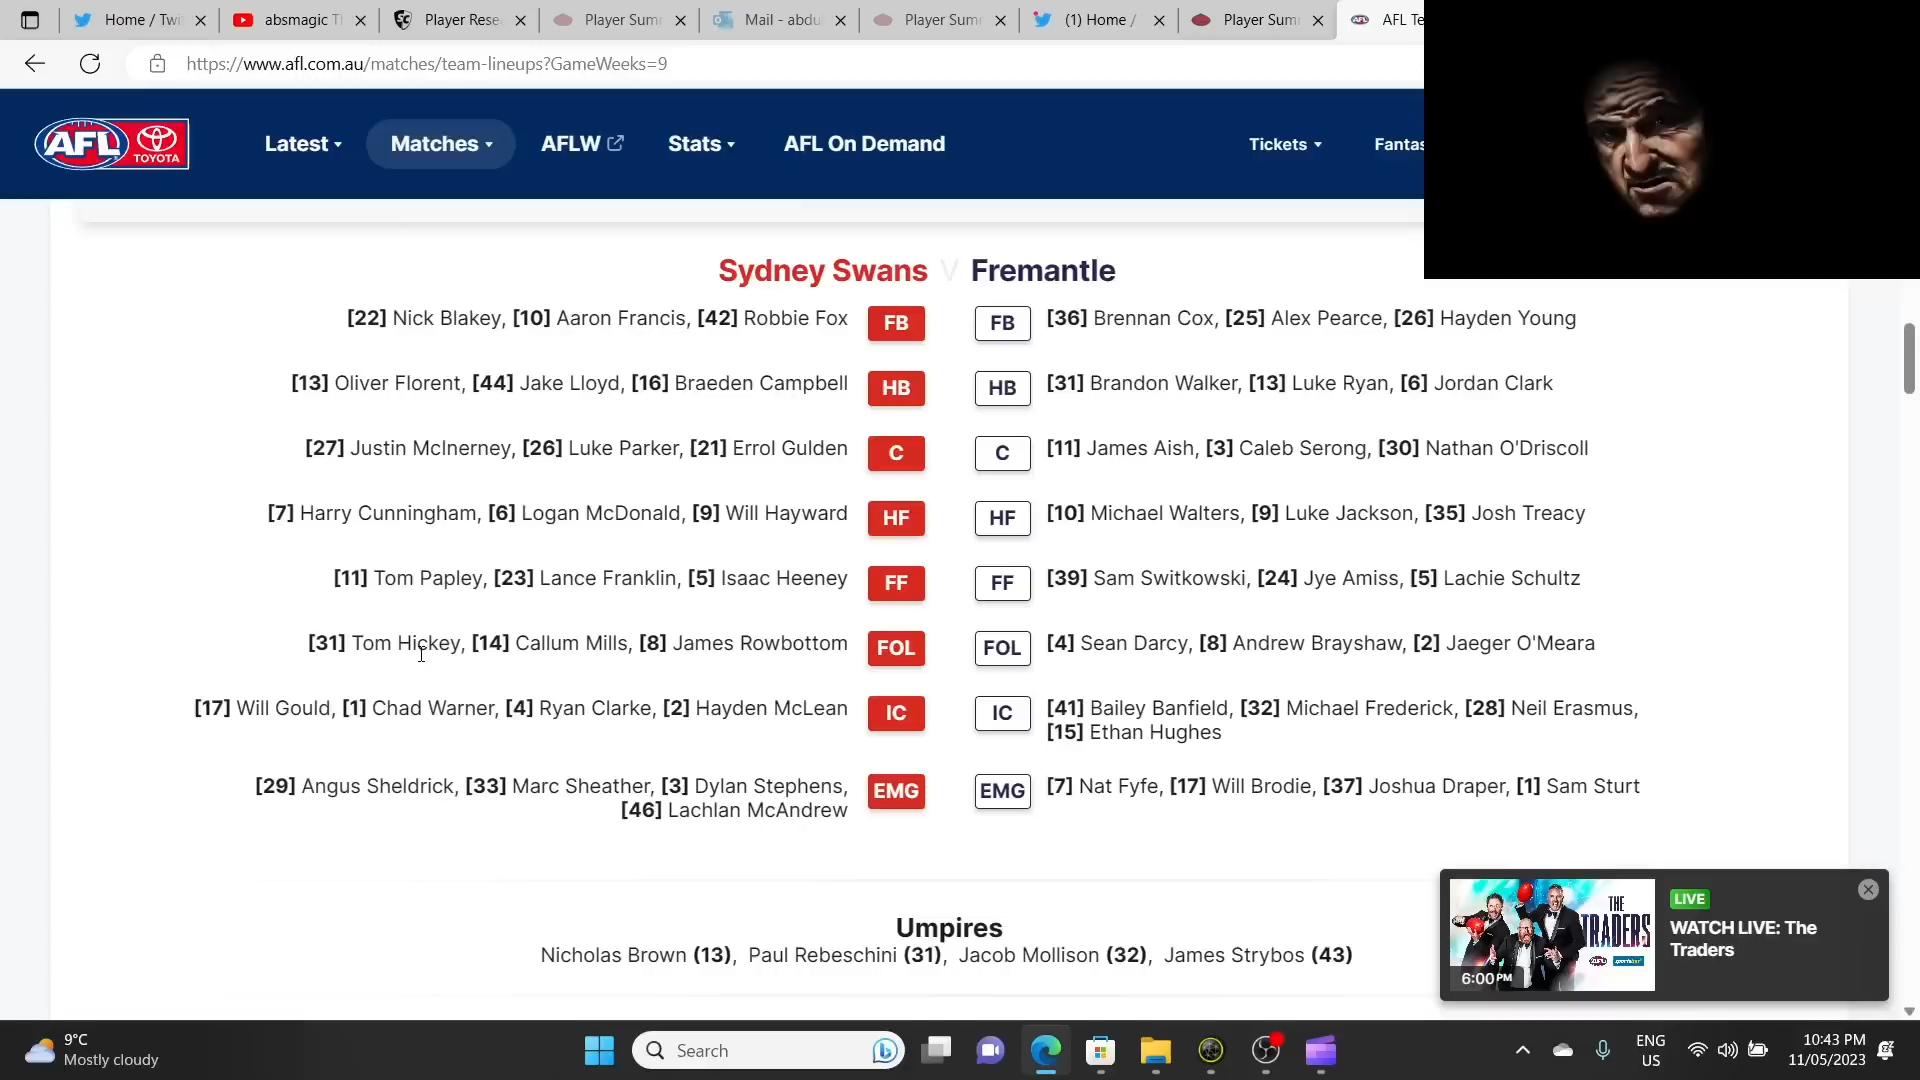 Home / Twi
absmagic T
Player Rese
Player Sum
Mail - abdu
Player Sum
(1) Home /
Player Sum
AFL Te
https://www.afl.com.au/matches/team-lineups?GameWeeks=9
AFL TOYOTA
Latest
Matches
AFLW
Stats
AFL On Demand
Tickets
Fantas
Sydney Swans V Fremantle
[22] Nick Blakey, [10] Aaron Francis, [42] Robbie Fox FB FB [36] Brennan Cox, [25] Alex Pearce, [26] Hayden Young
[13] Oliver Florent, [44] Jake Lloyd, [16] Braeden Campbell HB HB [31] Brandon Walker, [13] Luke Ryan, [6] Jordan Clark
[27] Justin McInerney, [26] Luke Parker, [21] Errol Gulden C C [11] James Aish, [3] Caleb Serong, [30] Nathan O'Driscoll
[7] Harry Cunningham, [6] Logan McDonald, [9] Will Hayward HF HF [10] Michael Walters, [9] Luke Jackson, [35] Josh Treacy
[11] Tom Papley, [23] Lance Franklin, [5] Isaac Heeney FF FF [39] Sam Switkowski, [24] Jye Amiss, [5] Lachie Schultz
[31] Tom Hickey, [14] Callum Mills, [8] James Rowbottom FOL FOL [4] Sean Darcy, [8] Andrew Brayshaw, [2] Jaeger O'Meara
[17] Will Gould, [1] Chad Warner, [4] Ryan Clarke, [2] Hayden McLean IC IC [41] Bailey Banfield, [32] Michael Frederick, [28] Neil Erasmus,
[15] Ethan Hughes
[29] Angus Sheldrick, [33] Marc Sheather, [3] Dylan Stephens, EMG EMG [7] Nat Fyfe, [17] Will Brodie, [37] Joshua Draper, [1] Sam Sturt
[46] Lachlan McAndrew
Umpires
Nicholas Brown (13), Paul Rebeschini (31), Jacob Mollison (32), James Strybos (43)
THE TRADERS
6:00PM
LIVE
WATCH LIVE: The
Traders
9°C
Mostly cloudy
Search
ENG
US
10:43 PM
11/05/2023